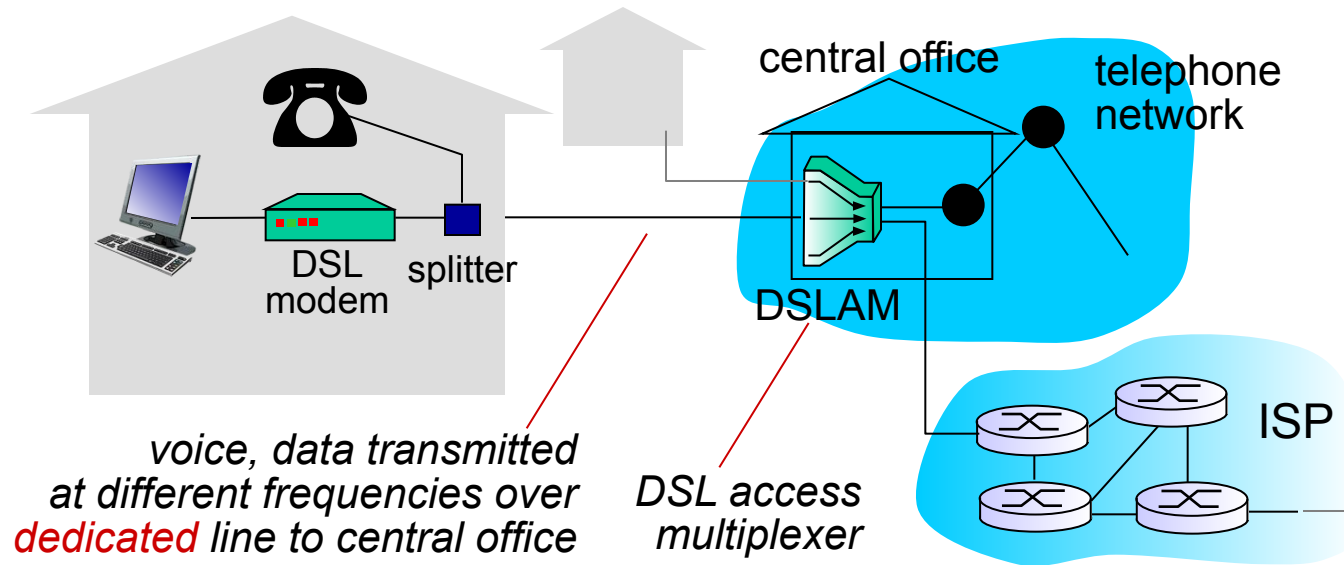 central office
telephone
network
DSL
modem
splitter
DSLAM
ISP
voice, data transmitted
at different frequencies over
dedicated line to central office
DSL access
multiplexer